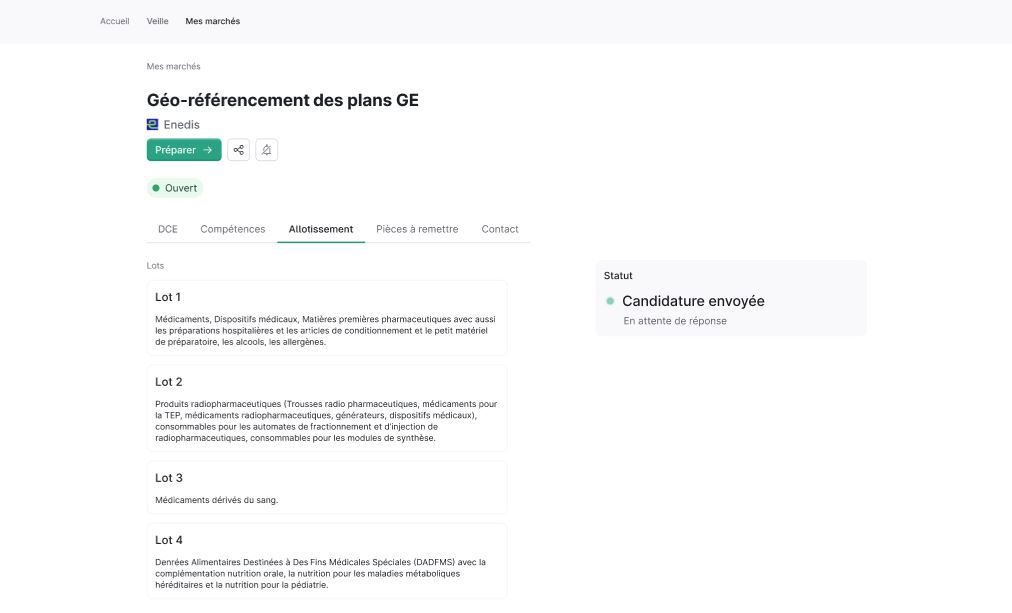 Accueil Veille Mes marchés
Mes marchés
Géo-référencement des plans GE
Enedis
Préparer
Ouvert
DCE Compétences Allotissement Pièces à remettre Contact
Lots
Lot 1
Médicaments, Dispositifs médicaux, Matières premières pharmaceutiques avec aussi
les préparations hospitalières et les articles de conditionnement et le petit matériel
de préparatoire, les alcools, les allergènes.
Lot 2
Produits radiopharmaceutiques (Trousses radio pharmaceutiques, médicaments pour
la TEP, médicaments radiopharmaceutiques, générateurs, dispositifs médicaux),
consommables pour les automates de fractionnement et d'injection de
radiopharmaceutiques, consommables pour les modules de synthèse.
Lot 3
Médicaments dérivés du sang.
Lot 4
Denrées Alimentaires Destinées à Des Fins Médicales Spéciales (DADFMS) avec la
complémentation nutrition orale, la nutrition pour les maladies métaboliques
héréditaires et la nutrition pour la pédiatrie.
Statut
Candidature envoyée
En attente de réponse